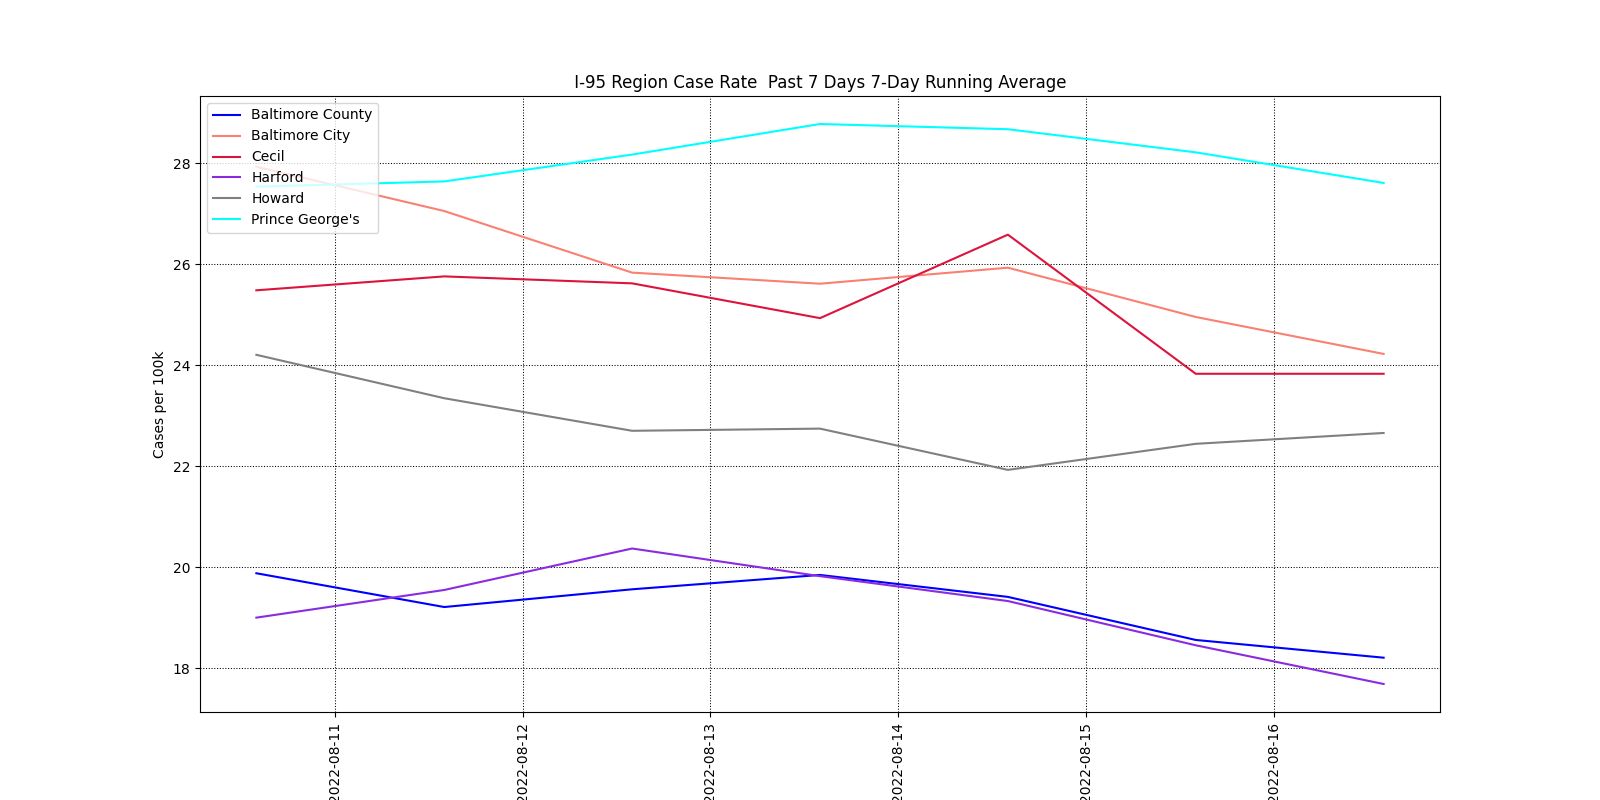 I-95 Region Case Rate  Past 7 Days 7-Day Running Average
Baltimore County
Baltimore City
Cecil
Harford
Howard
Prince George's
28
26
24
22
20
18
Cases per 100k
2022-08-11
2022-08-12
2022-08-13
2022-08-14
2022-08-15
2022-08-16